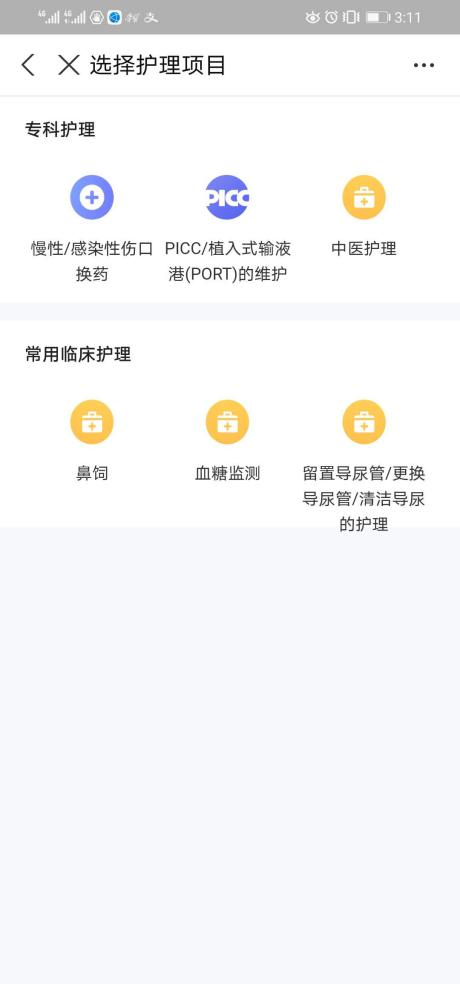 4G 4G 支 3:11
选择护理项目
专科护理
PICC
慢性/感染性伤口
换药
PICC/植入式输液
港(PORT)的维护
中医护理
常用临床护理
鼻饲
血糖监测
留置导尿管/更换
导尿管/清洁导尿
的护理